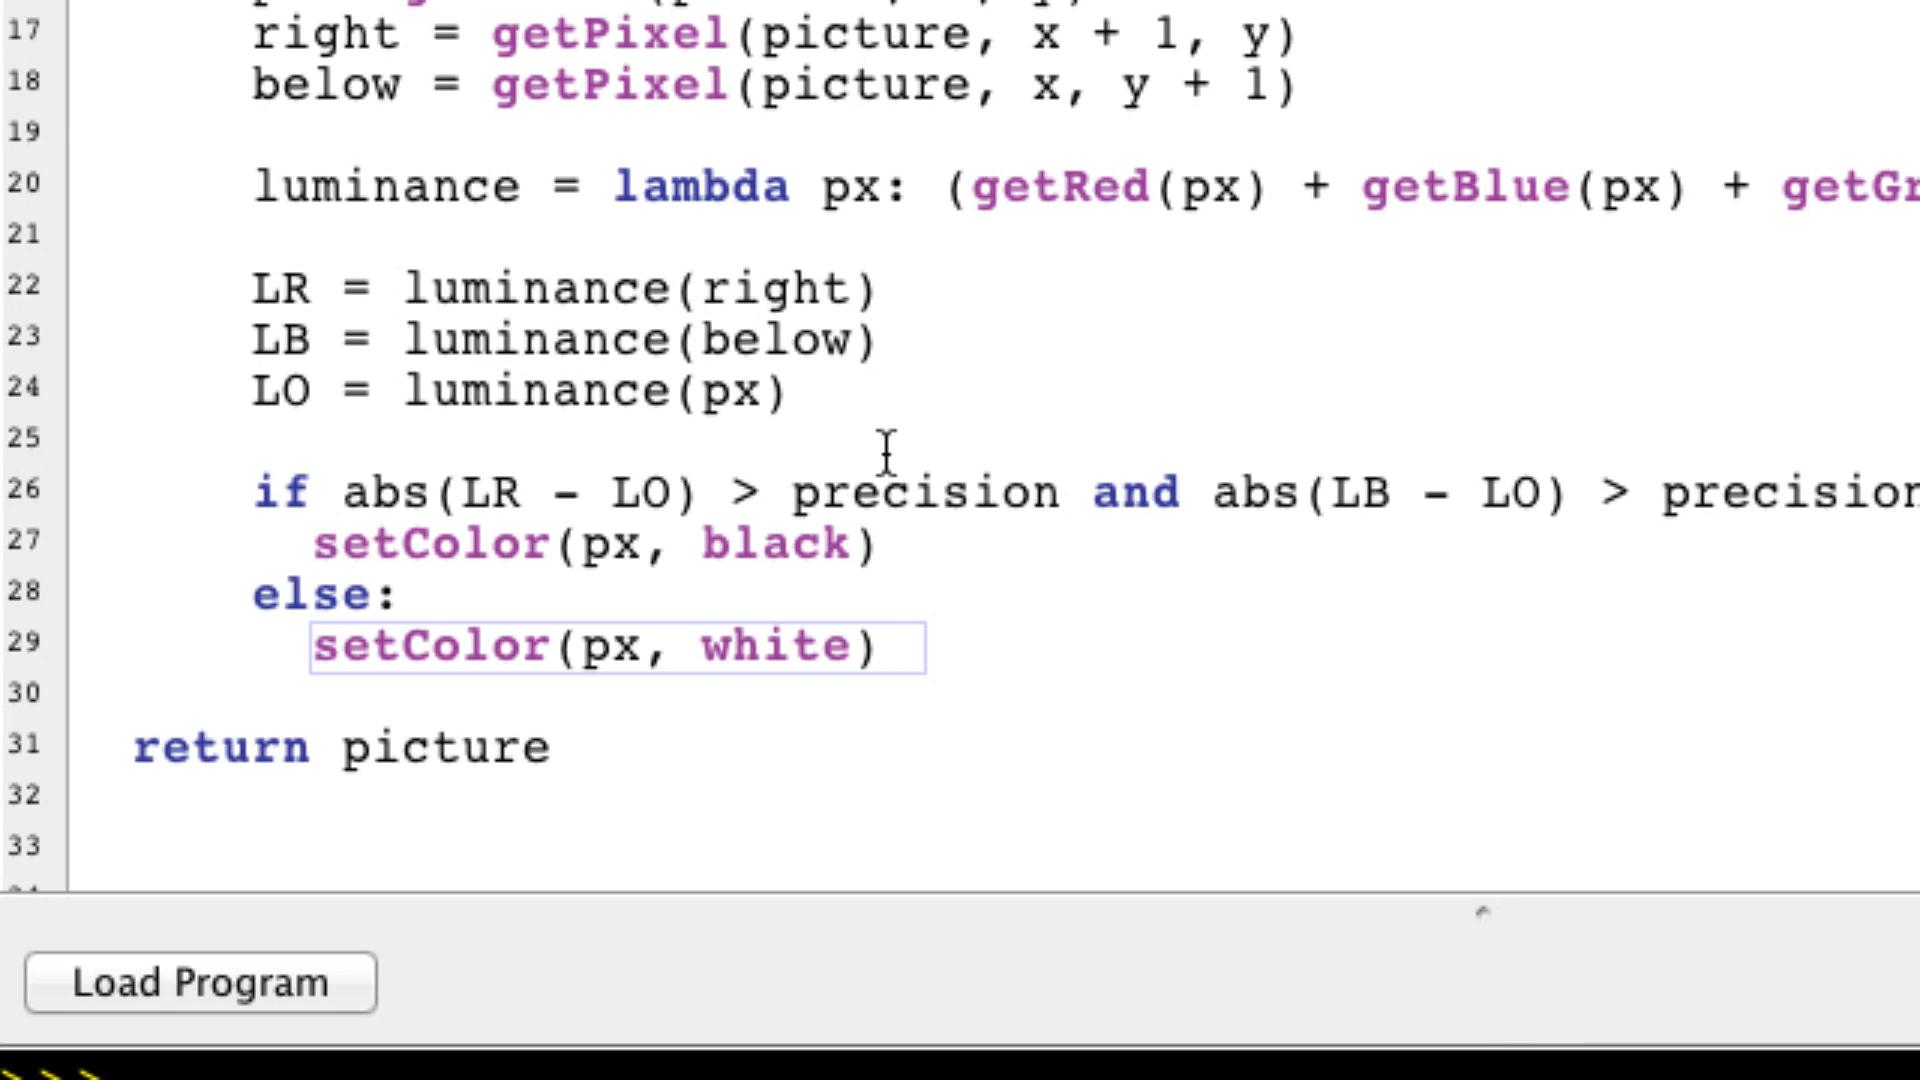 17 right = getPixel(picture, x + 1, y)
18 below = getPixel(picture, x, y + 1)
19
20 luminance = lambda px: (getRed(px) + getBlue(px) + getGr
21
22 LR = luminance(right)
23 LB = luminance(below)
24 LO = luminance(px)
25
26 if abs(LR - LO) > precision and abs(LB - LO) > precision
27 setColor(px, black)
28 else:
29 setColor(px, white)
30
31 return picture
32
33
Load Program
>>>